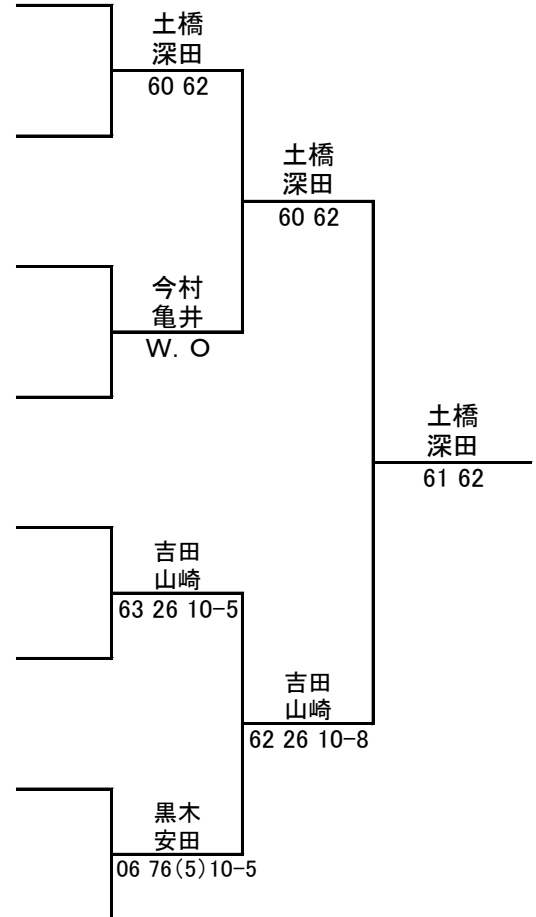 土橋
深田
60 62
土橋
深田
60 62
今村
亀井
W. O
土橋
深田
61 62
吉田
山崎
63 26 10-5
吉田
山崎
62 26 10-8
黒木
安田
06 76(5)10-5